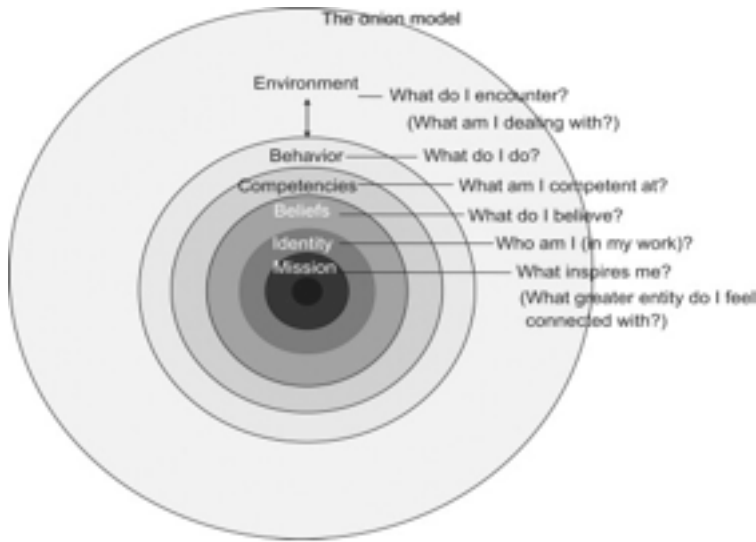 The onion model
Environment
What do I encounter?
(What am I dealing with?)
Behavior
What do I do?
Competencies
What am I competent at?
Beliefs
What do I believe?
Identity
Who am I (in my work)?
Mission
What inspires me?
(What greater entity do I feel
connected with?)